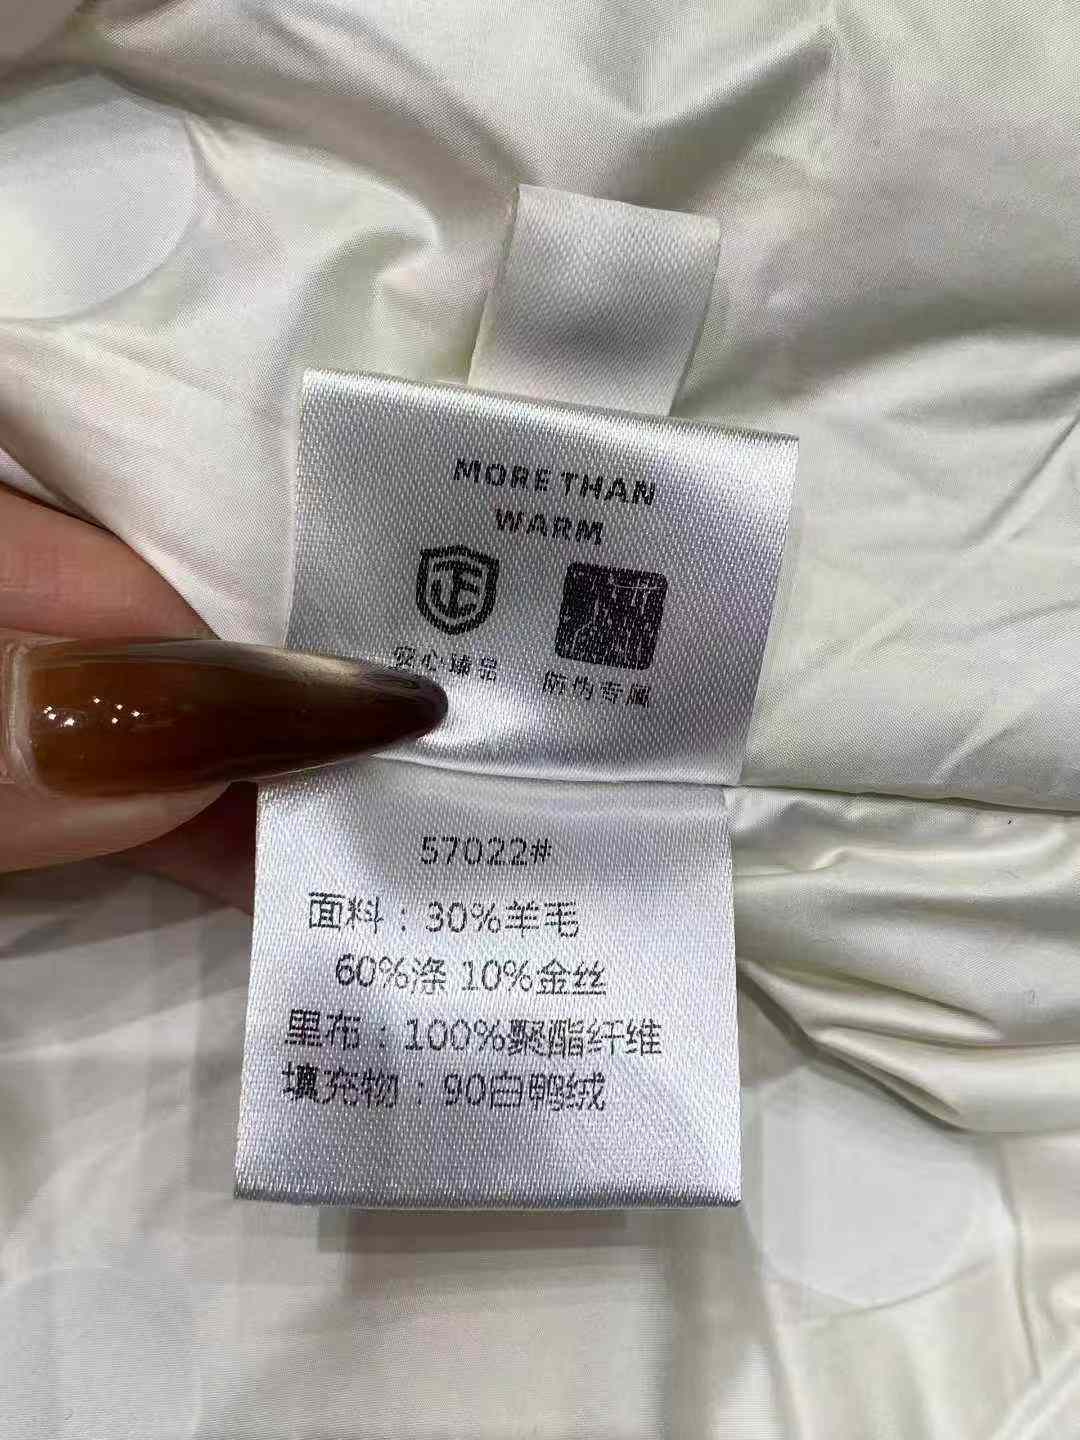 MORE THAN
WARM
安心臻品
防伪专属
57022#
面料：30%羊毛
60%涤 10%金丝
里布：100%聚酯纤维
填充物：90白鸭绒